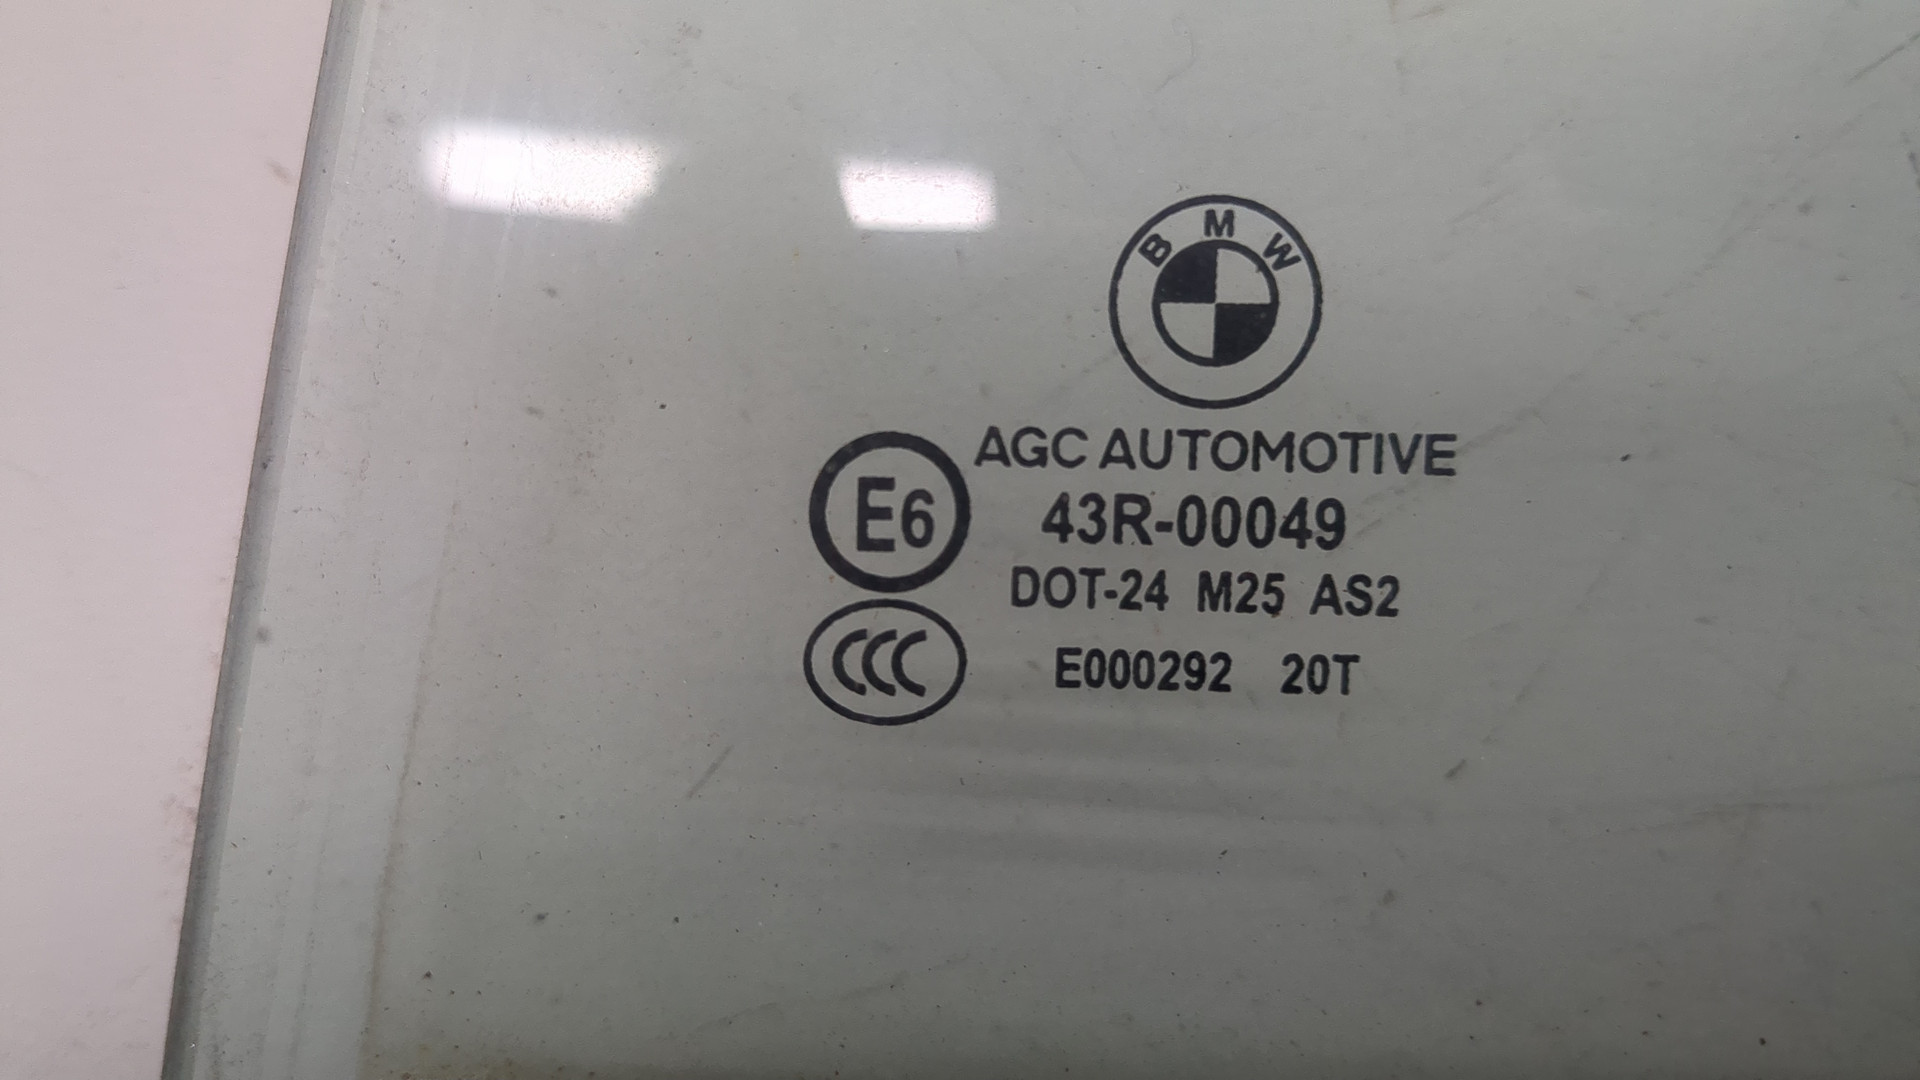 BMW
AGC AUTOMOTIVE
E6
43R-00049
DOT-24 M25 AS2
CCC
E000292 20T